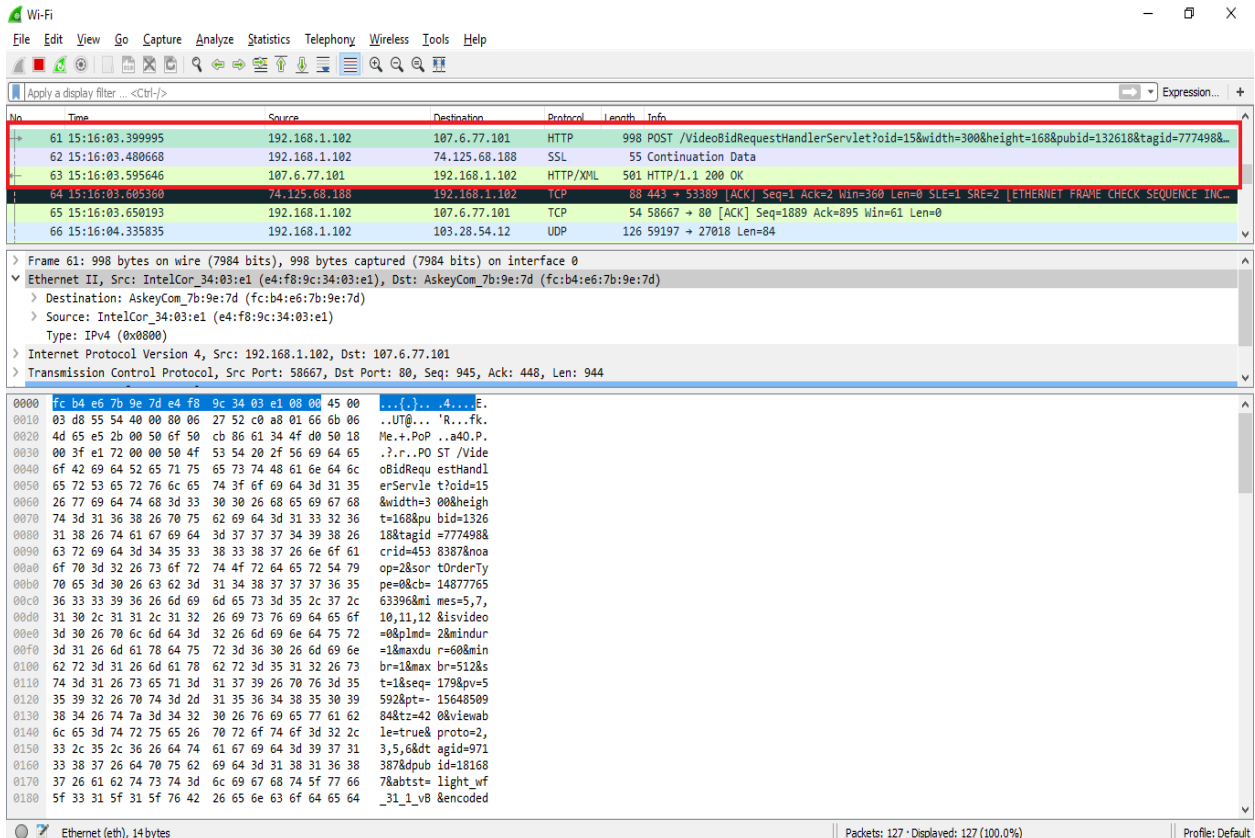 Wi-Fi
File Edit View Go Capture Analyze Statistics Telephony Wireless Tools Help
Apply a display filter ... <Ctrl-/> Expression... +
No. Time Source Destination Protocol Length Info
61 15:16:03.399995 192.168.1.102 107.6.77.101 HTTP 998 POST /VideoBidRequestHandlerServlet?oid=15&width=300&height=168&pubid=132618&tagid=777498&...
62 15:16:03.480668 192.168.1.102 74.125.68.188 SSL 55 Continuation Data
63 15:16:03.595646 107.6.77.101 192.168.1.102 HTTP/XML 501 HTTP/1.1 200 OK
64 15:16:03.605360 74.125.68.188 192.168.1.102 TCP 88 443 → 53389 [ACK] Seq=1 Ack=2 Win=360 Len=0 SLE=1 SRE=2 [ETHERNET FRAME CHECK SEQUENCE INC...
65 15:16:03.650193 192.168.1.102 107.6.77.101 TCP 54 58667 → 80 [ACK] Seq=1889 Ack=895 Win=61 Len=0
66 15:16:04.335835 192.168.1.102 103.28.54.12 UDP 126 59197 → 27018 Len=84
Frame 61: 998 bytes on wire (7984 bits), 998 bytes captured (7984 bits) on interface 0
Ethernet II, Src: IntelCor_34:03:e1 (e4:f8:9c:34:03:e1), Dst: AskeyCom_7b:9e:7d (fc:b4:e6:7b:9e:7d)
Destination: AskeyCom_7b:9e:7d (fc:b4:e6:7b:9e:7d)
Source: IntelCor_34:03:e1 (e4:f8:9c:34:03:e1)
Type: IPv4 (0x0800)
Internet Protocol Version 4, Src: 192.168.1.102, Dst: 107.6.77.101
Transmission Control Protocol, Src Port: 58667, Dst Port: 80, Seq: 945, Ack: 448, Len: 944
0000 fc b4 e6 7b 9e 7d e4 f8 9c 34 03 e1 08 00 45 00 ...{.}.. .4....E.
0010 03 d8 55 54 40 00 80 06 27 52 c0 a8 01 66 6b 06 ..UT@... 'R...fk.
0020 4d 65 e5 2b 00 50 6f 50 cb 86 61 34 4f d0 50 18 Me.+.PoP ..a4O.P.
0030 00 3f e1 72 00 00 50 4f 53 54 20 2f 56 69 64 65 .?.r..PO ST /Vide
0040 6f 42 69 64 52 65 71 75 65 73 74 48 61 6e 64 6c oBidRequ estHandl
0050 65 72 53 65 72 76 6c 65 74 3f 6f 69 64 3d 31 35 erServle t?oid=15
0060 26 77 69 64 74 68 3d 33 30 30 26 68 65 69 67 68 &width=3 00&heigh
0070 74 3d 31 36 38 26 70 75 62 69 64 3d 31 33 32 36 t=168&pu bid=1326
0080 31 38 26 74 61 67 69 64 3d 37 37 37 34 39 38 26 18&tagid =777498&
0090 63 72 69 64 3d 34 35 33 38 33 38 37 26 6e 6f 61 crid=453 8387&noa
00a0 6f 70 3d 32 26 73 6f 72 74 4f 72 64 65 72 54 79 op=2&sor tOrderTy
00b0 70 65 3d 30 26 63 62 3d 31 34 38 37 37 37 36 35 pe=0&cb= 14877765
00c0 36 33 33 39 36 26 6d 69 6d 65 73 3d 35 2c 37 2c 63396&mi mes=5,7,
00d0 31 30 2c 31 31 2c 31 32 26 69 73 76 69 64 65 6f 10,11,12 &isvideo
00e0 3d 30 26 70 6c 6d 64 3d 32 26 6d 69 6e 64 75 72 =0&plmd= 2&mindur
00f0 3d 31 26 6d 61 78 64 75 72 3d 36 30 26 6d 69 6e =1&maxdu r=60&min
0100 62 72 3d 31 26 6d 61 78 62 72 3d 35 31 32 26 73 br=1&max br=512&s
0110 74 3d 31 26 73 65 71 3d 31 37 39 26 70 76 3d 35 t=1&seq= 179&pv=5
0120 35 39 32 26 70 74 3d 2d 31 35 36 34 38 35 30 39 592&pt=- 15648509
0130 38 34 26 74 7a 3d 34 32 30 26 76 69 65 77 61 62 84&tz=42 0&viewab
0140 6c 65 3d 74 72 75 65 26 70 72 6f 74 6f 3d 32 2c le=true& proto=2,
0150 33 2c 35 2c 36 26 64 74 61 67 69 64 3d 39 37 31 3,5,6&dt agid=971
0160 33 38 37 26 64 70 75 62 69 64 3d 31 38 31 36 38 387&dpub id=18168
0170 37 26 61 62 74 73 74 3d 6c 69 67 68 74 5f 77 66 7&abtst= light_wf
0180 5f 33 31 5f 31 5f 76 42 26 65 6e 63 6f 64 65 64 _31_1_vB &encoded
Ethernet (eth), 14 bytes Packets: 127 · Displayed: 127 (100.0%) Profile: Default